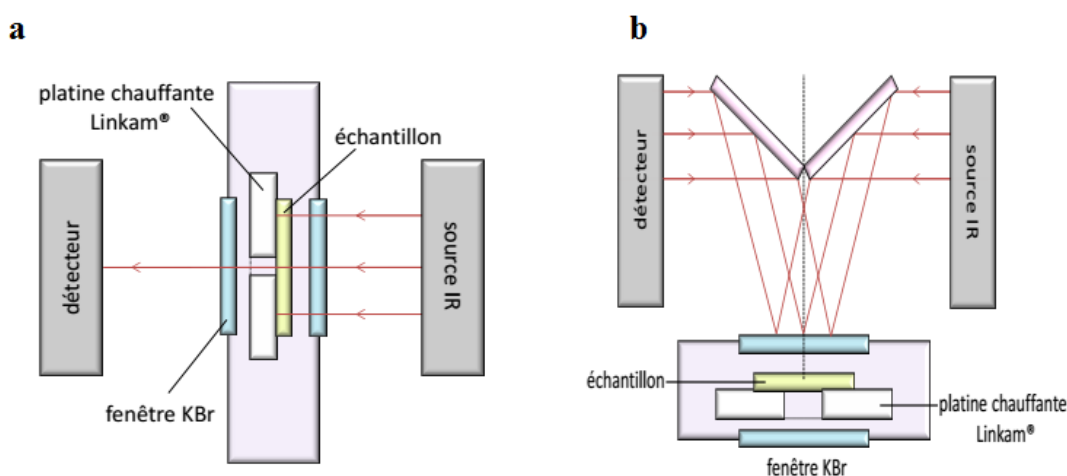 a
platine chauffante
Linkam®
échantillon
détecteur
source IR
fenêtre KBr
b
détecteur
source IR
échantillon
platine chauffante
Linkam®
fenêtre KBr